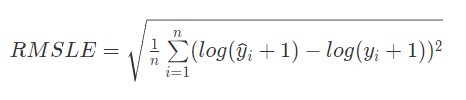 RMSLE = √(1/n ∑_{i=1}^{n} (log(ŷ_i + 1) − log(y_i + 1))²)